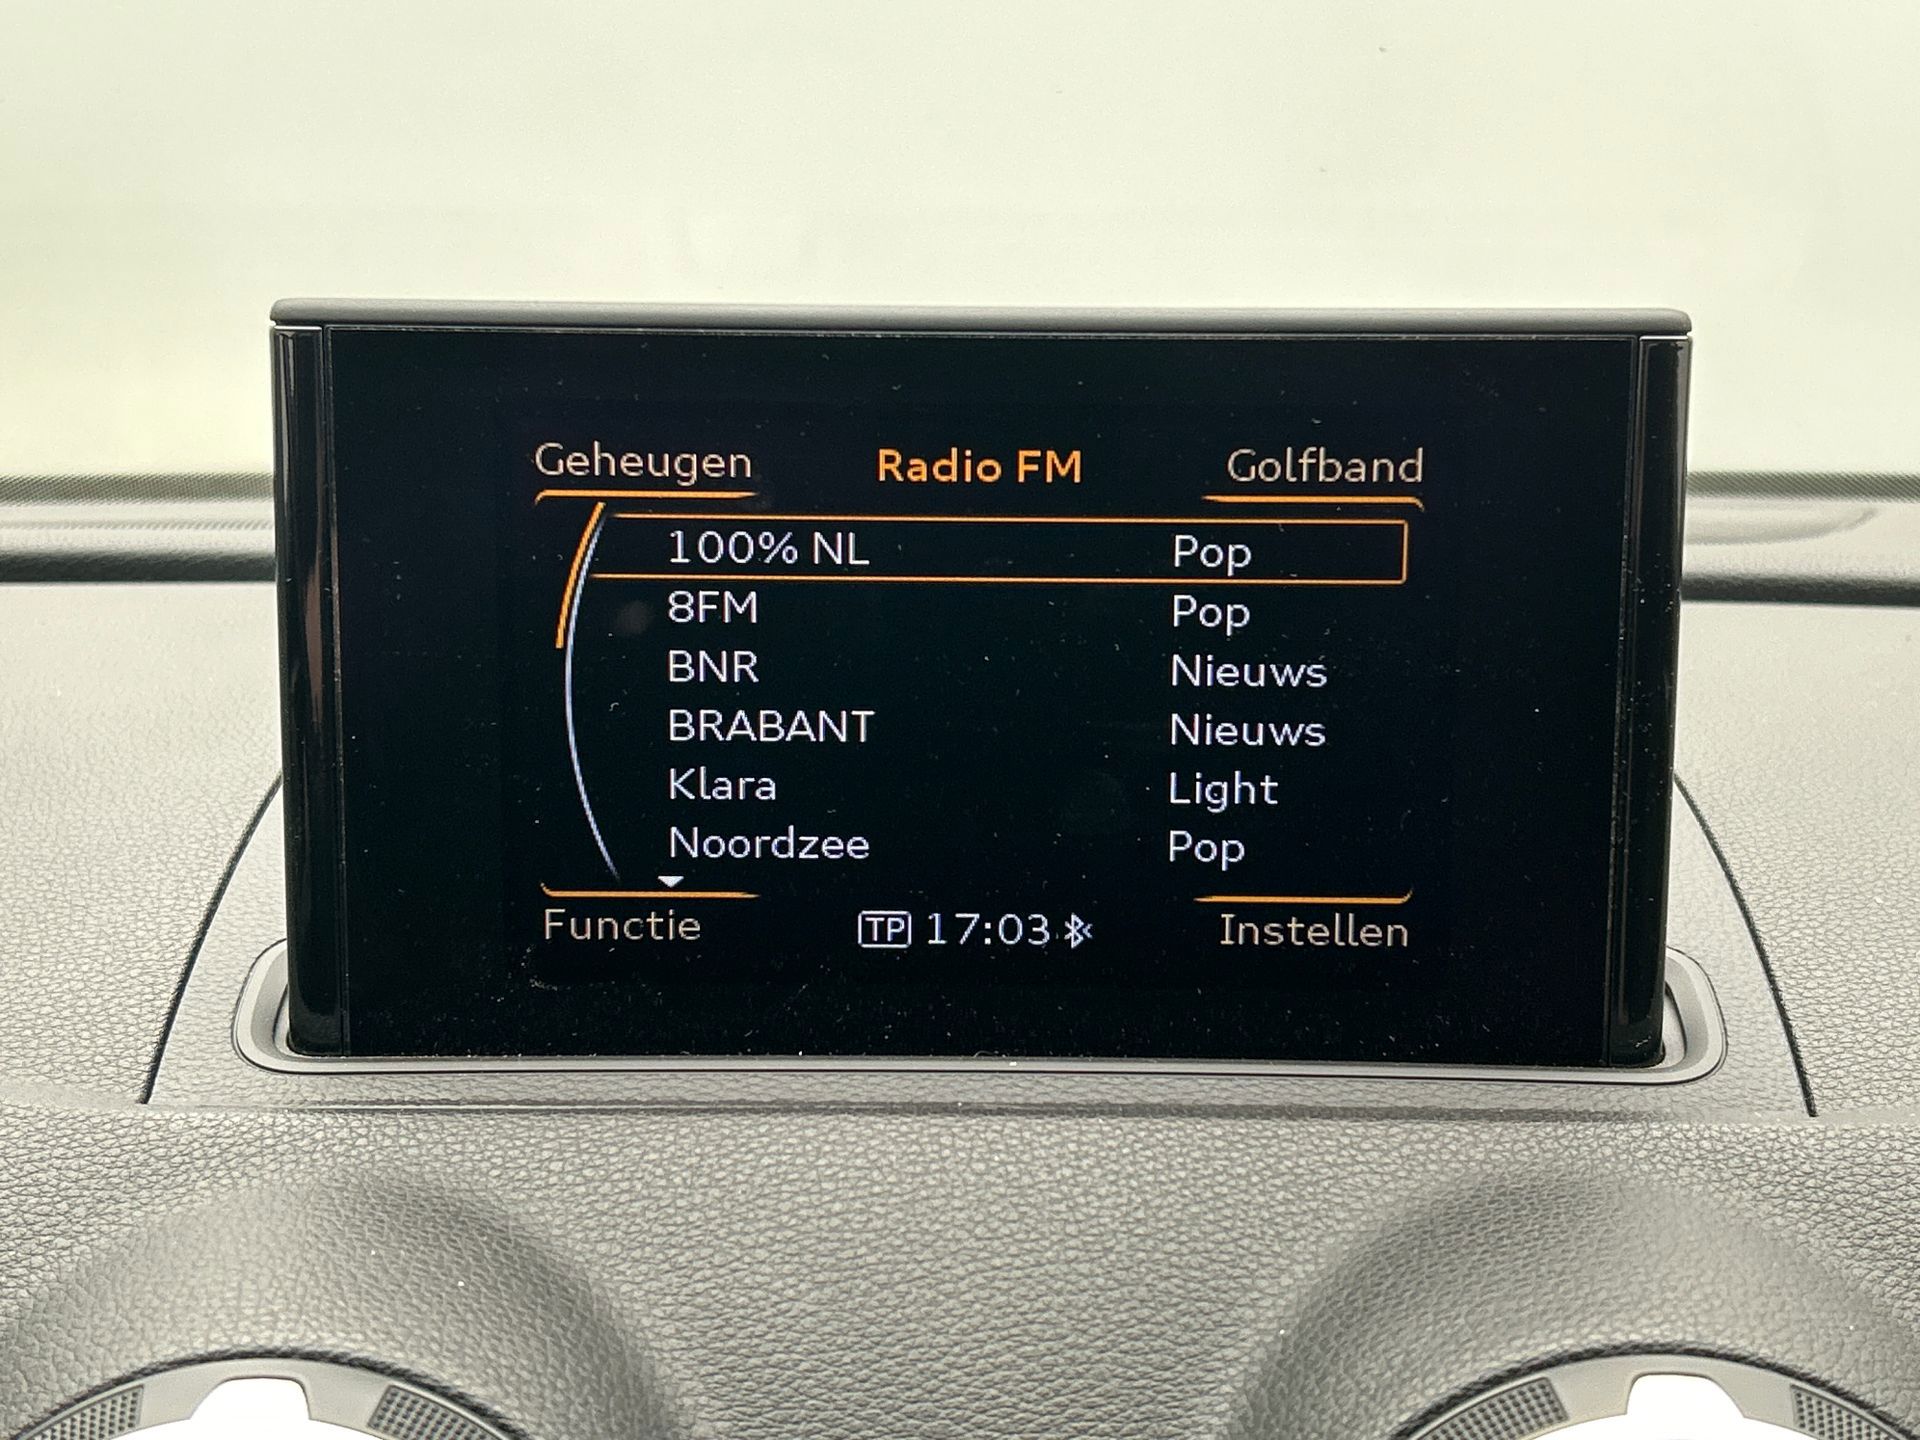 Geheugen Radio FM Golfband
100% NL Pop
8FM Pop
BNR Nieuws
BRABANT Nieuws
Klara Light
Noordzee Pop
Functie TP 17:03 Instellen